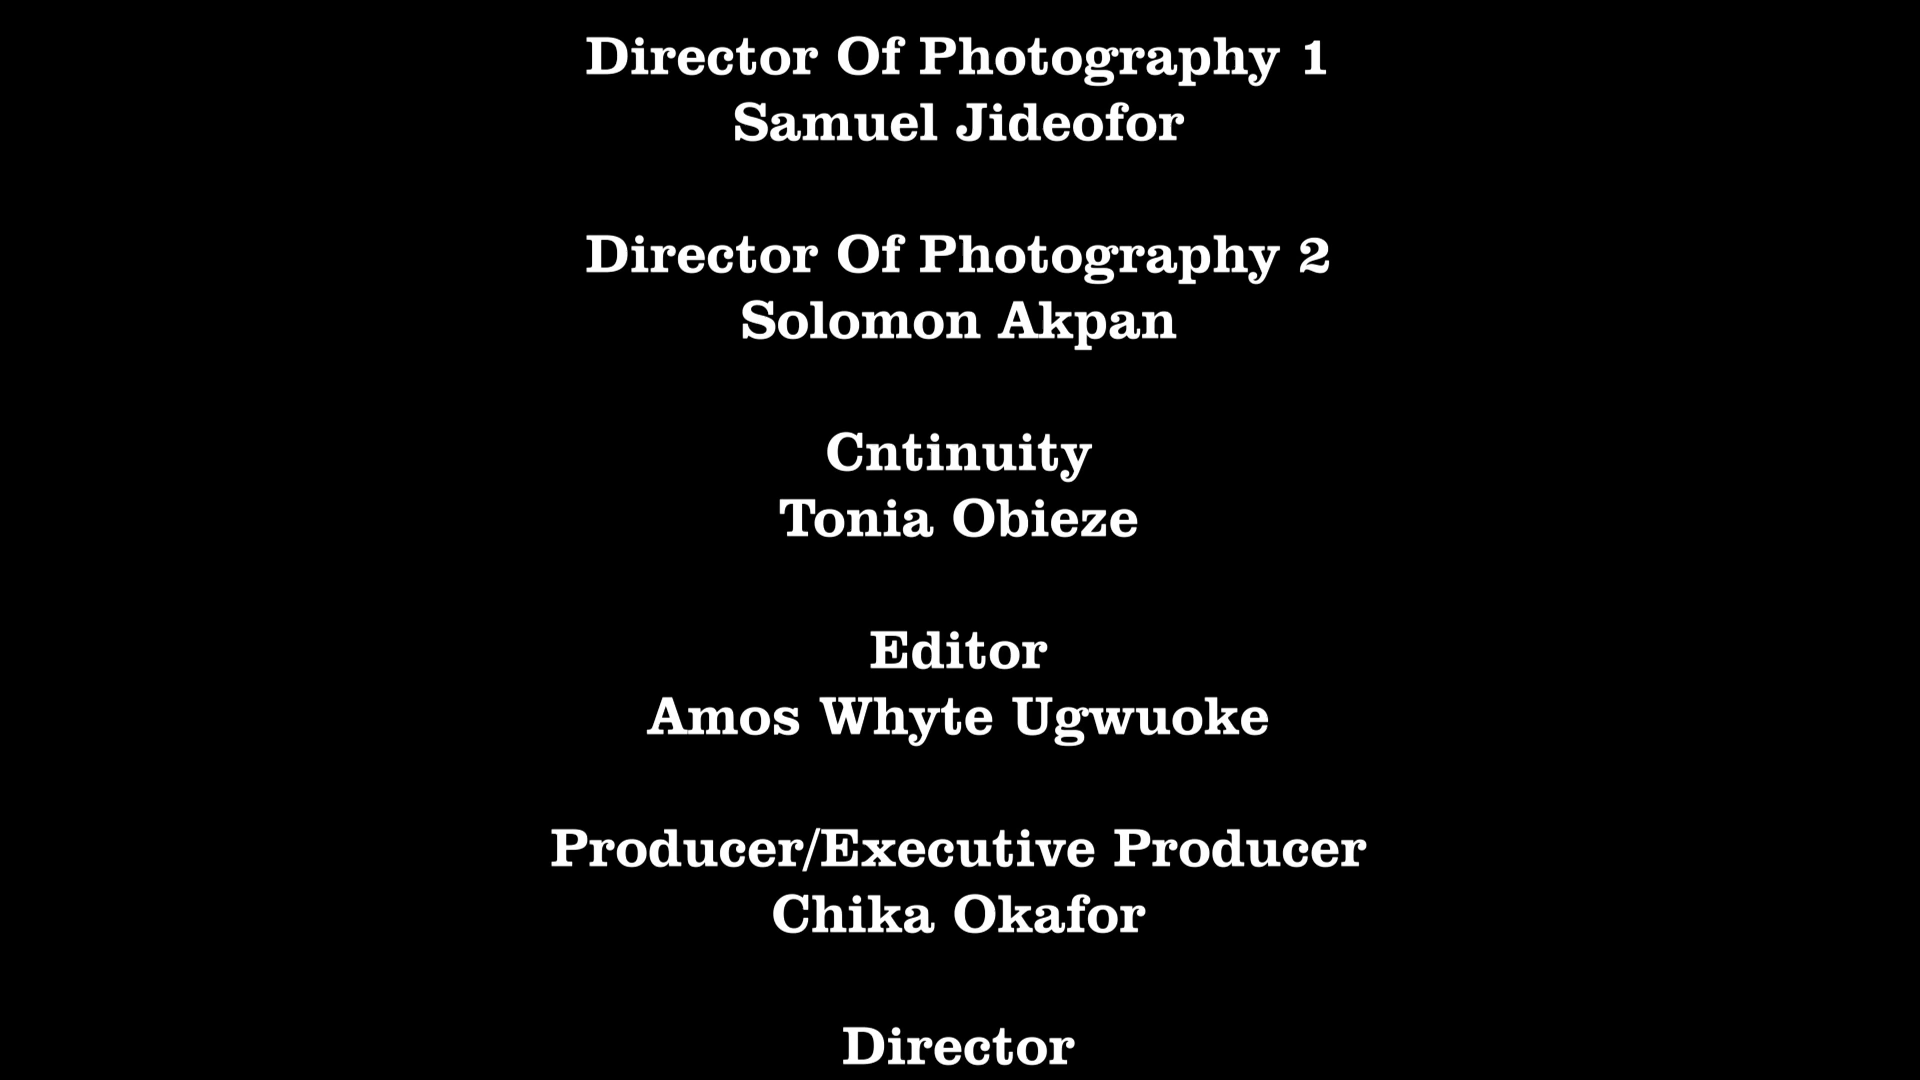 Director Of Photography 1
Samuel Jideofor
Director Of Photography 2
Solomon Akpan
Cntinuity
Tonia Obieze
Editor
Amos Whyte Ugwuoke
Producer/Executive Producer
Chika Okafor
Director